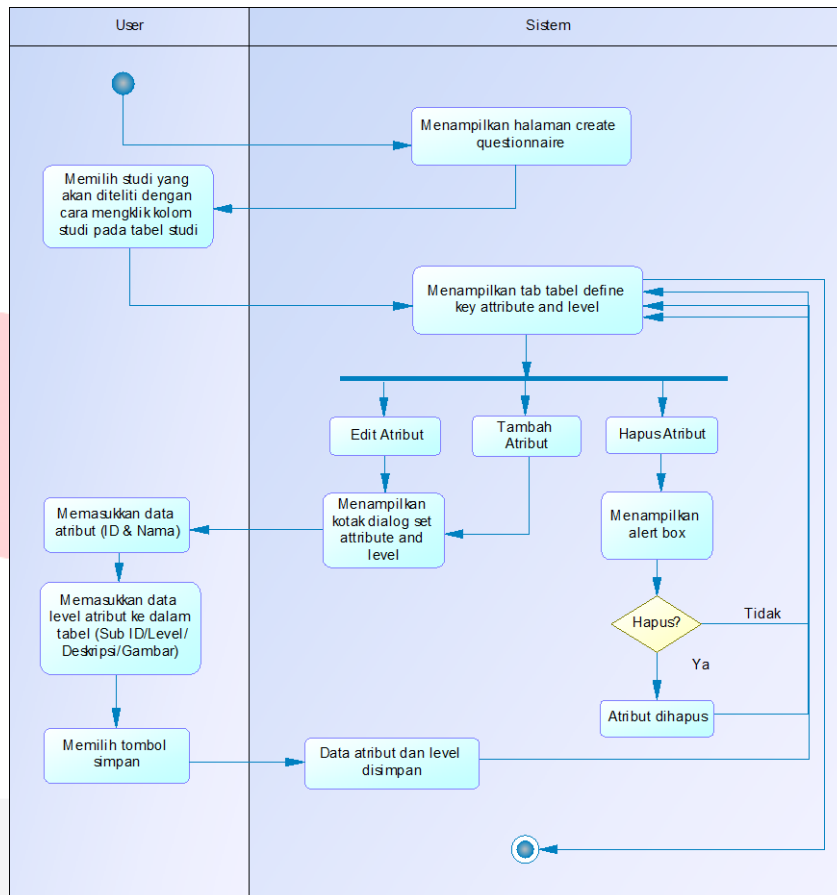 User
Sistem
Menampilkan halaman create
questionnaire
Memilih studi yang
akan diteliti dengan
cara mengklik kolom
studi pada tabel studi
Menampilkan tab tabel define
key attribute and level
Edit Atribut
Tambah
Atribut
Hapus Atribut
Menampilkan
kotak dialog set
attribute and
level
Menampilkan
alert box
Memasukkan data
atribut (ID & Nama)
Memasukkan data
level atribut ke dalam
tabel (Sub ID/Level/
Deskripsi/Gambar)
Hapus?
Tidak
Ya
Atribut dihapus
Memilih tombol
simpan
Data atribut dan level
disimpan